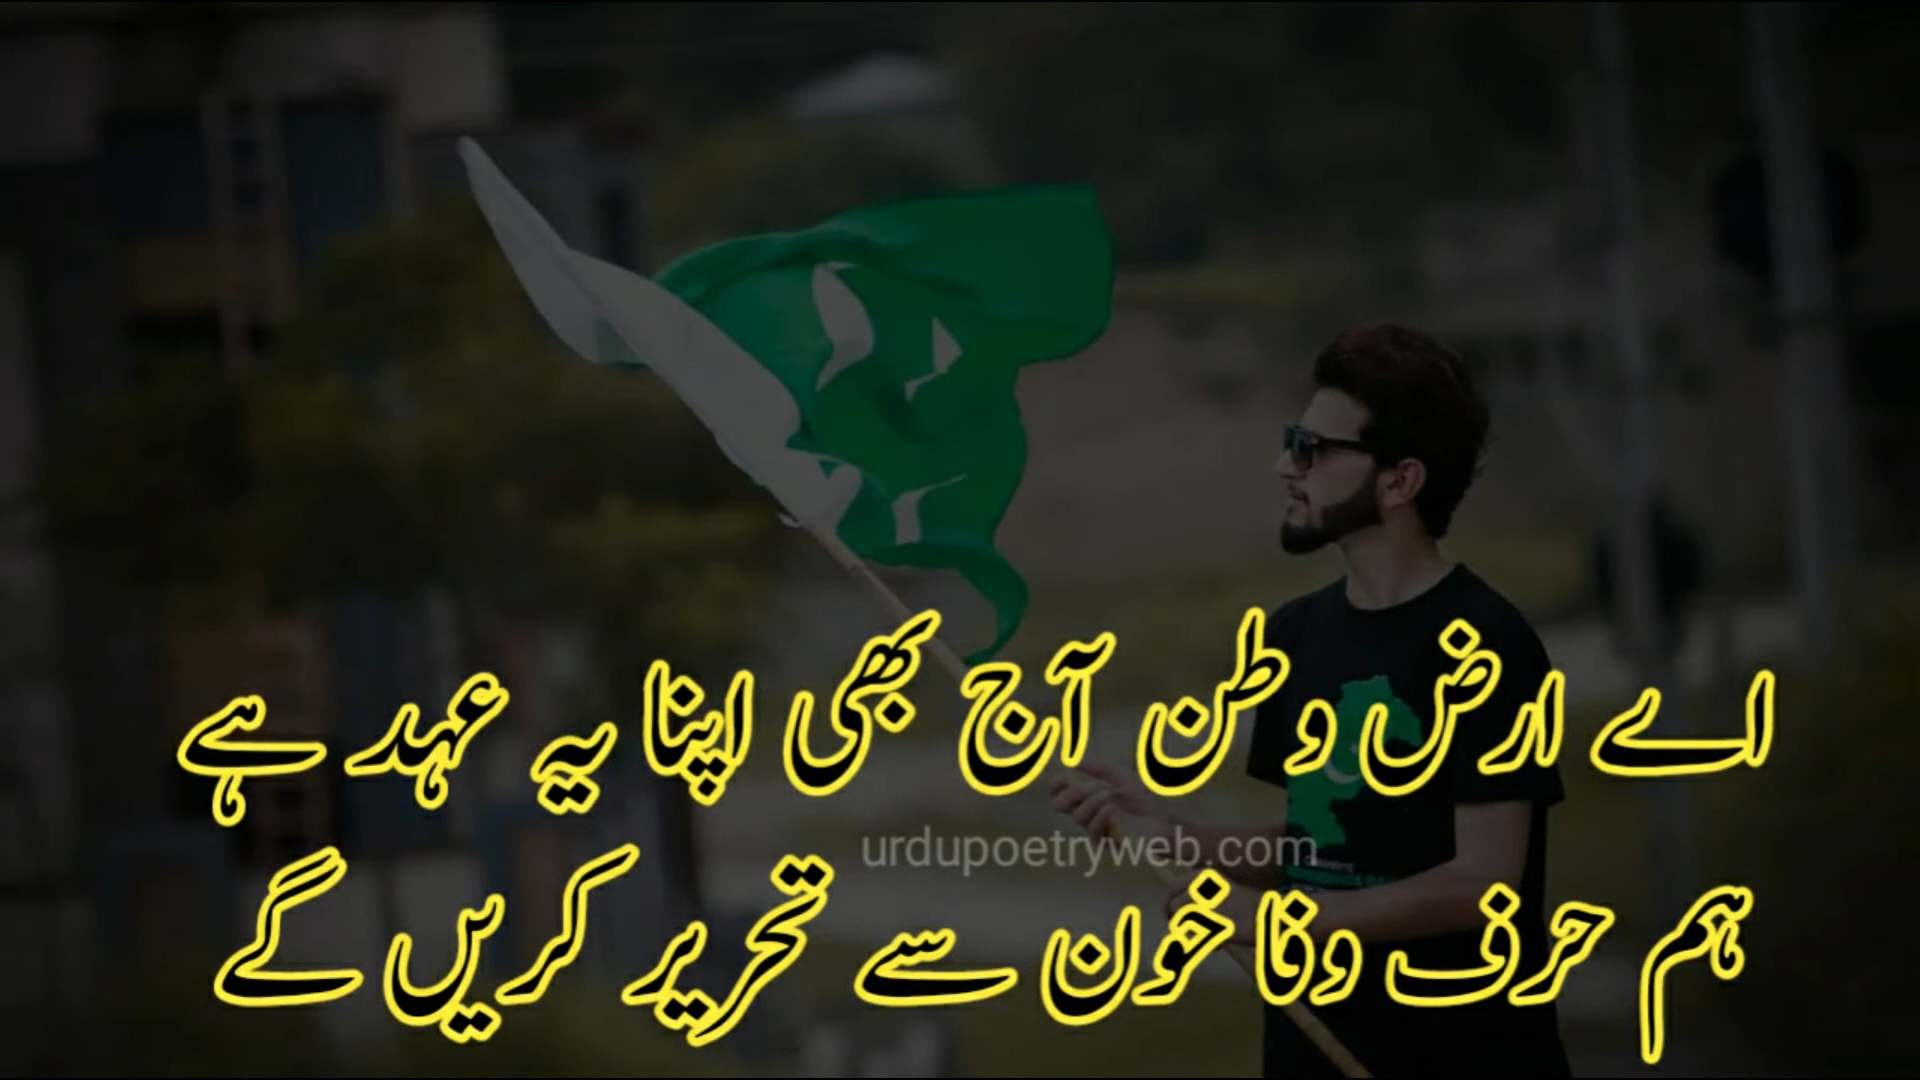 اے ارض وطن آج بھی اپنا یہ عہد ہے
urdupoetryweb.com
ہم حرف وفا خون سے تحریر کریں گے